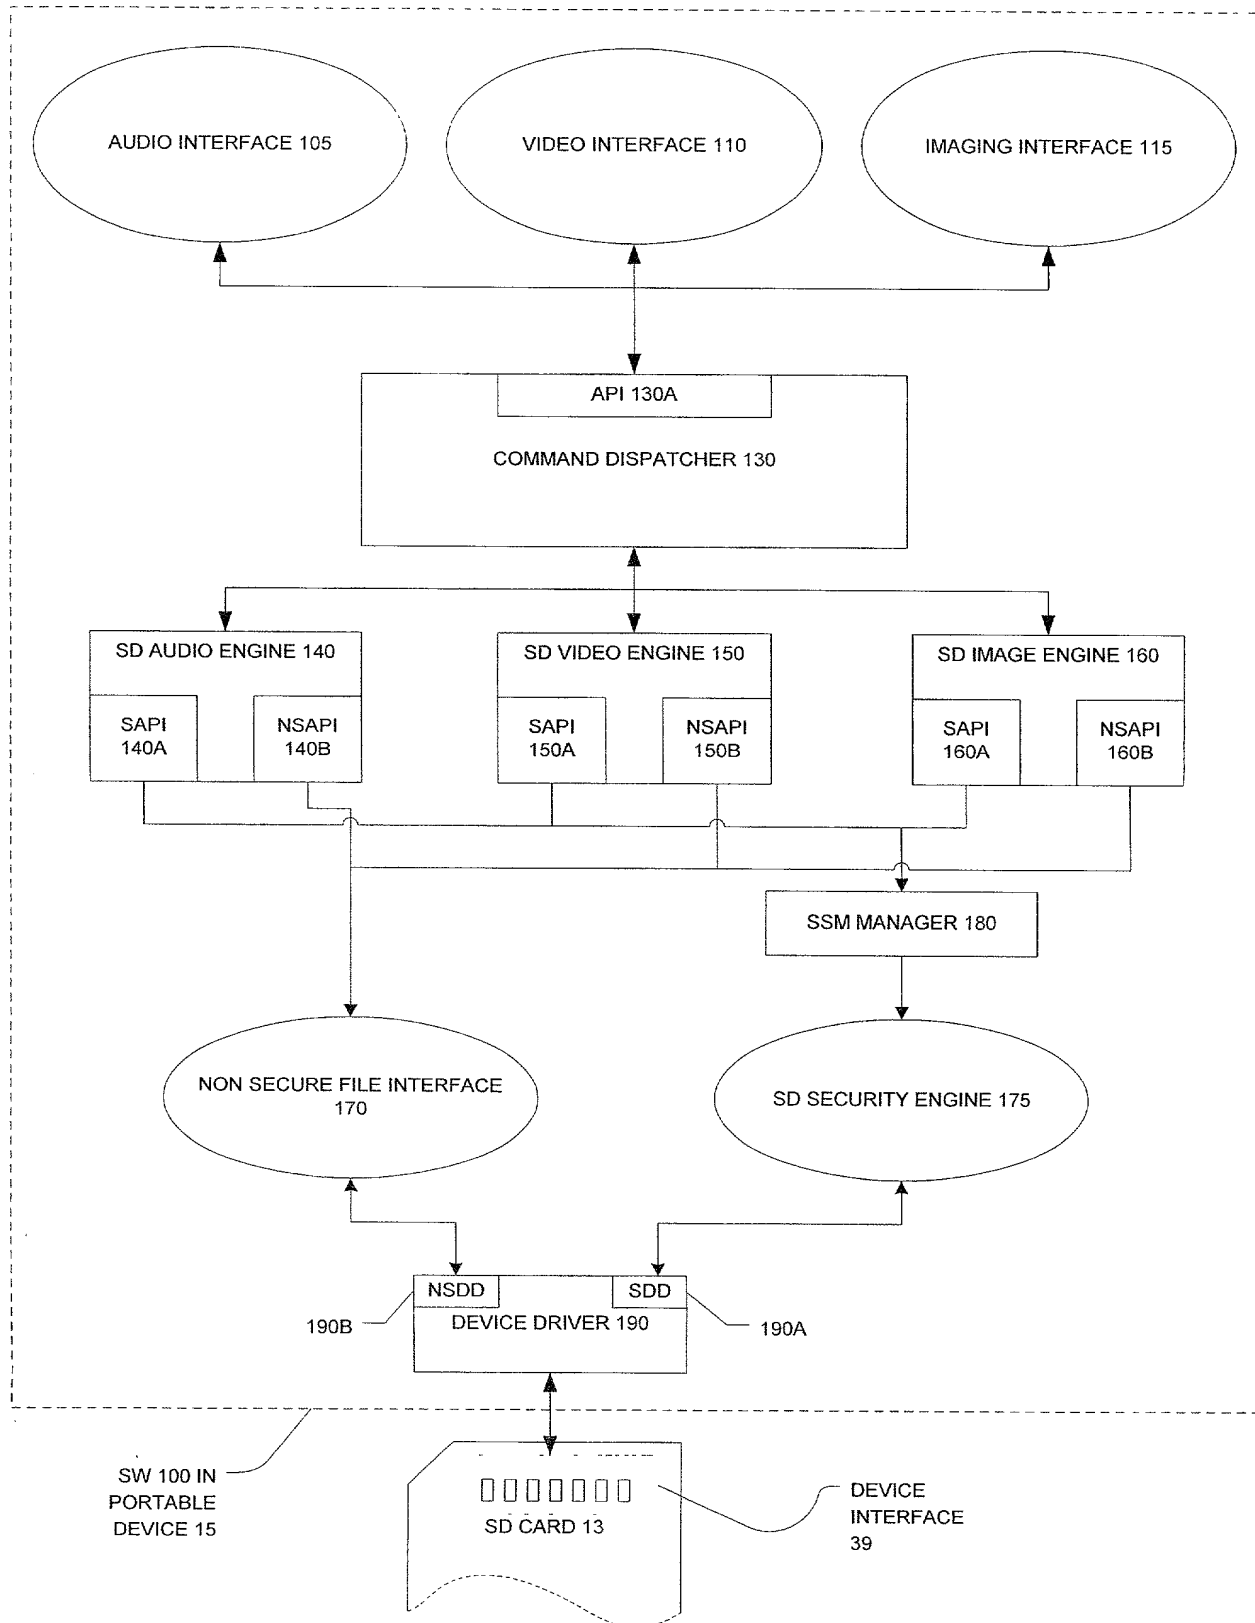 AUDIO INTERFACE 105
VIDEO INTERFACE 110
IMAGING INTERFACE 115
API 130A
COMMAND DISPATCHER 130
SD AUDIO ENGINE 140
SD VIDEO ENGINE 150
SD IMAGE ENGINE 160
SAPI
140A
NSAPI
140B
SAPI
150A
NSAPI
150B
SAPI
160A
NSAPI
160B
SSM MANAGER 180
NON SECURE FILE INTERFACE
170
SD SECURITY ENGINE 175
NSDD
SDD
190B
DEVICE DRIVER 190
190A
SW 100 IN
PORTABLE
DEVICE 15
SD CARD 13
DEVICE
INTERFACE
39